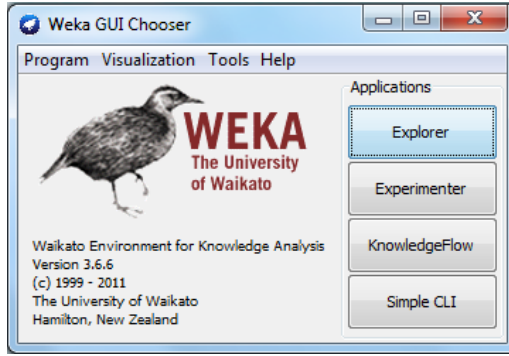 Weka GUI Chooser
Program Visualization Tools Help
Applications
WEKA
The University
of Waikato
Explorer
Experimenter
KnowledgeFlow
Simple CLI
Waikato Environment for Knowledge Analysis
Version 3.6.6
(c) 1999 - 2011
The University of Waikato
Hamilton, New Zealand